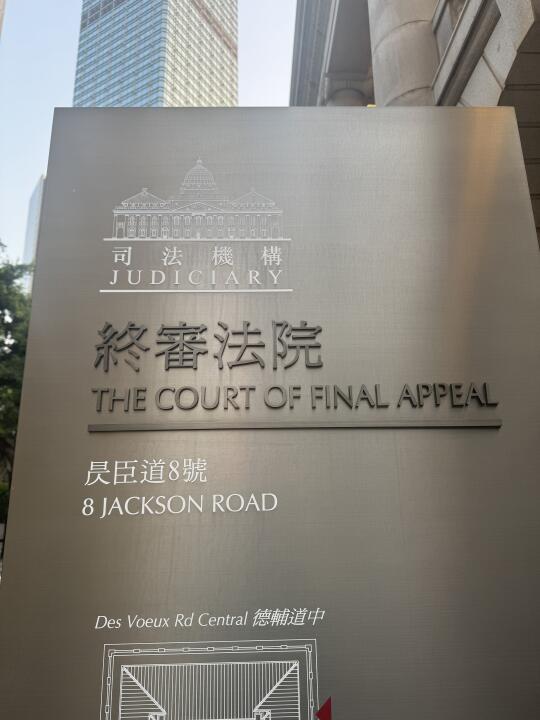 司法機構
JUDICIARY
終審法院
THE COURT OF FINAL APPEAL
昃臣道8號
8 JACKSON ROAD
Des Voeux Rd Central 德輔道中